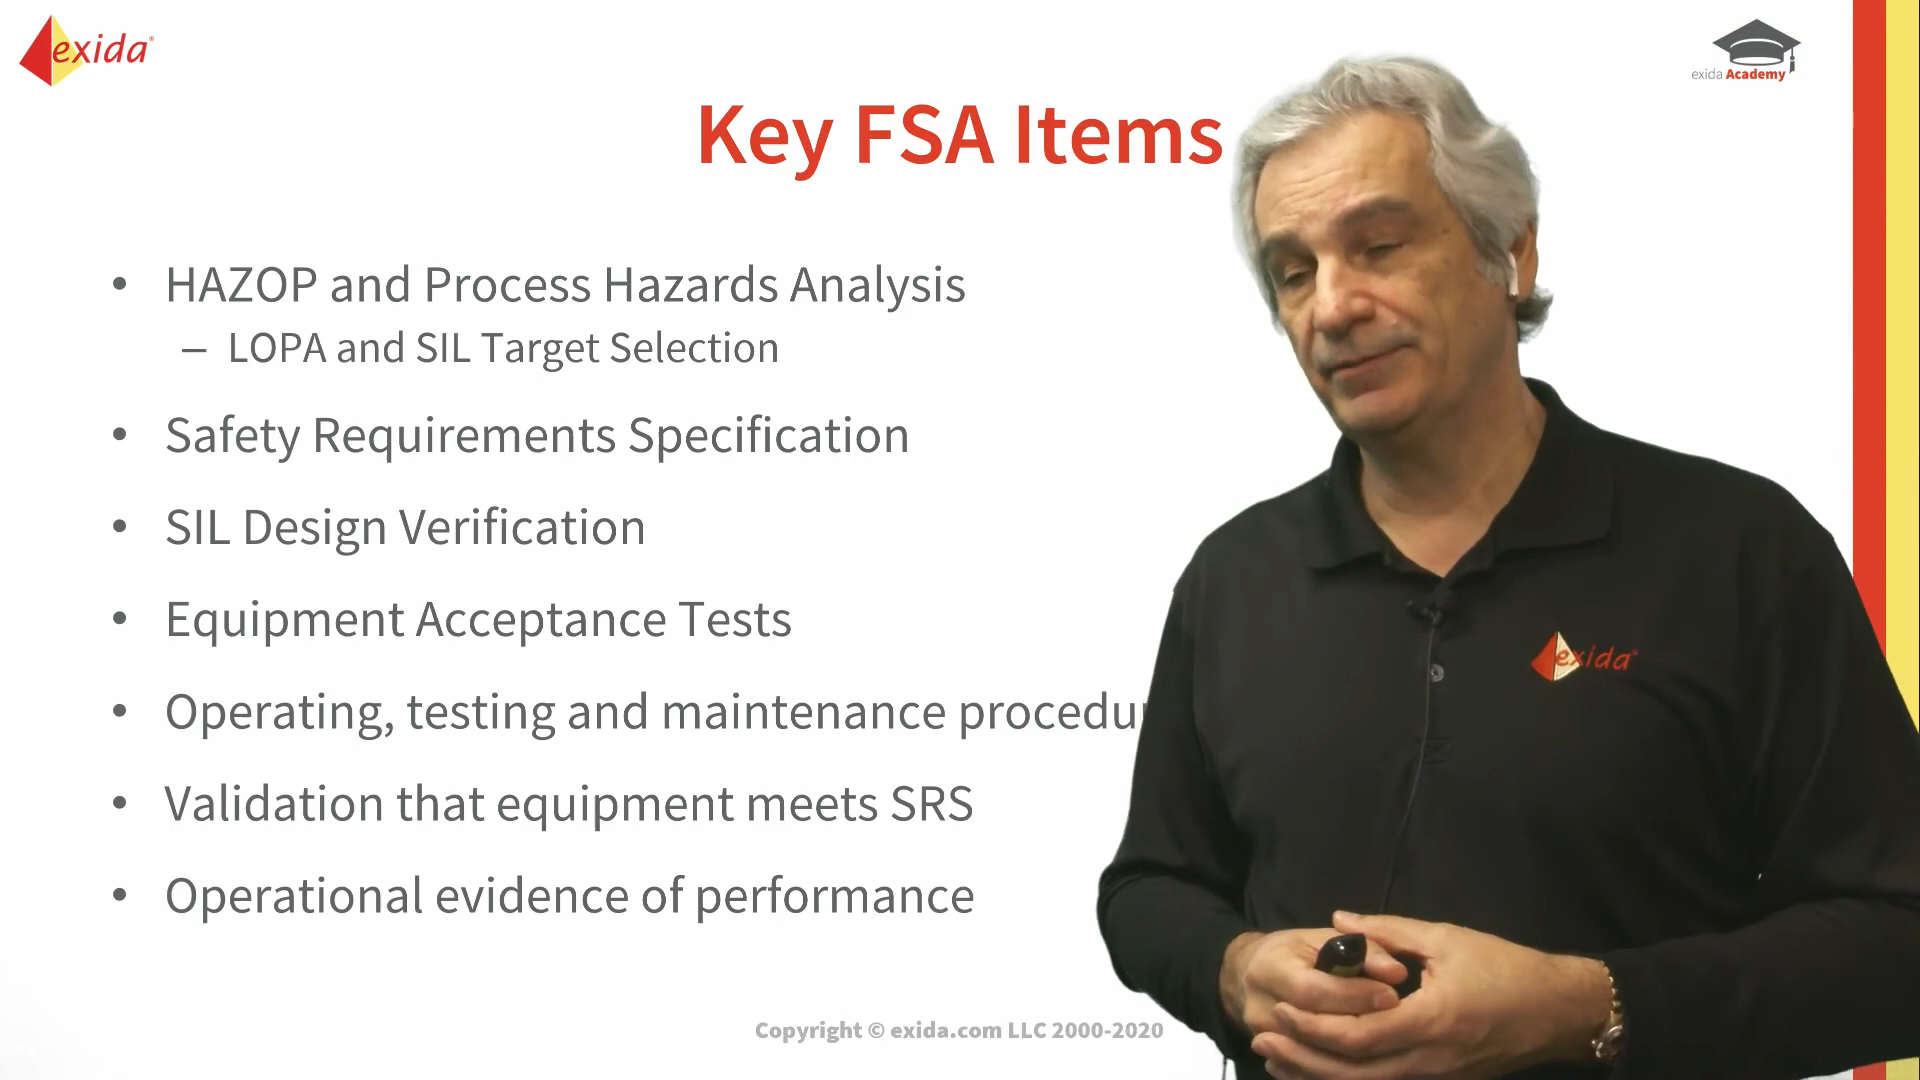 exida
exida Academy
Key FSA Items
• HAZOP and Process Hazards Analysis
– LOPA and SIL Target Selection
• Safety Requirements Specification
• SIL Design Verification
• Equipment Acceptance Tests
• Operating, testing and maintenance
• Validation that equipment meets SRS
• Operational evidence of performance
exida
Copyright © exida.com LLC 2000-2020